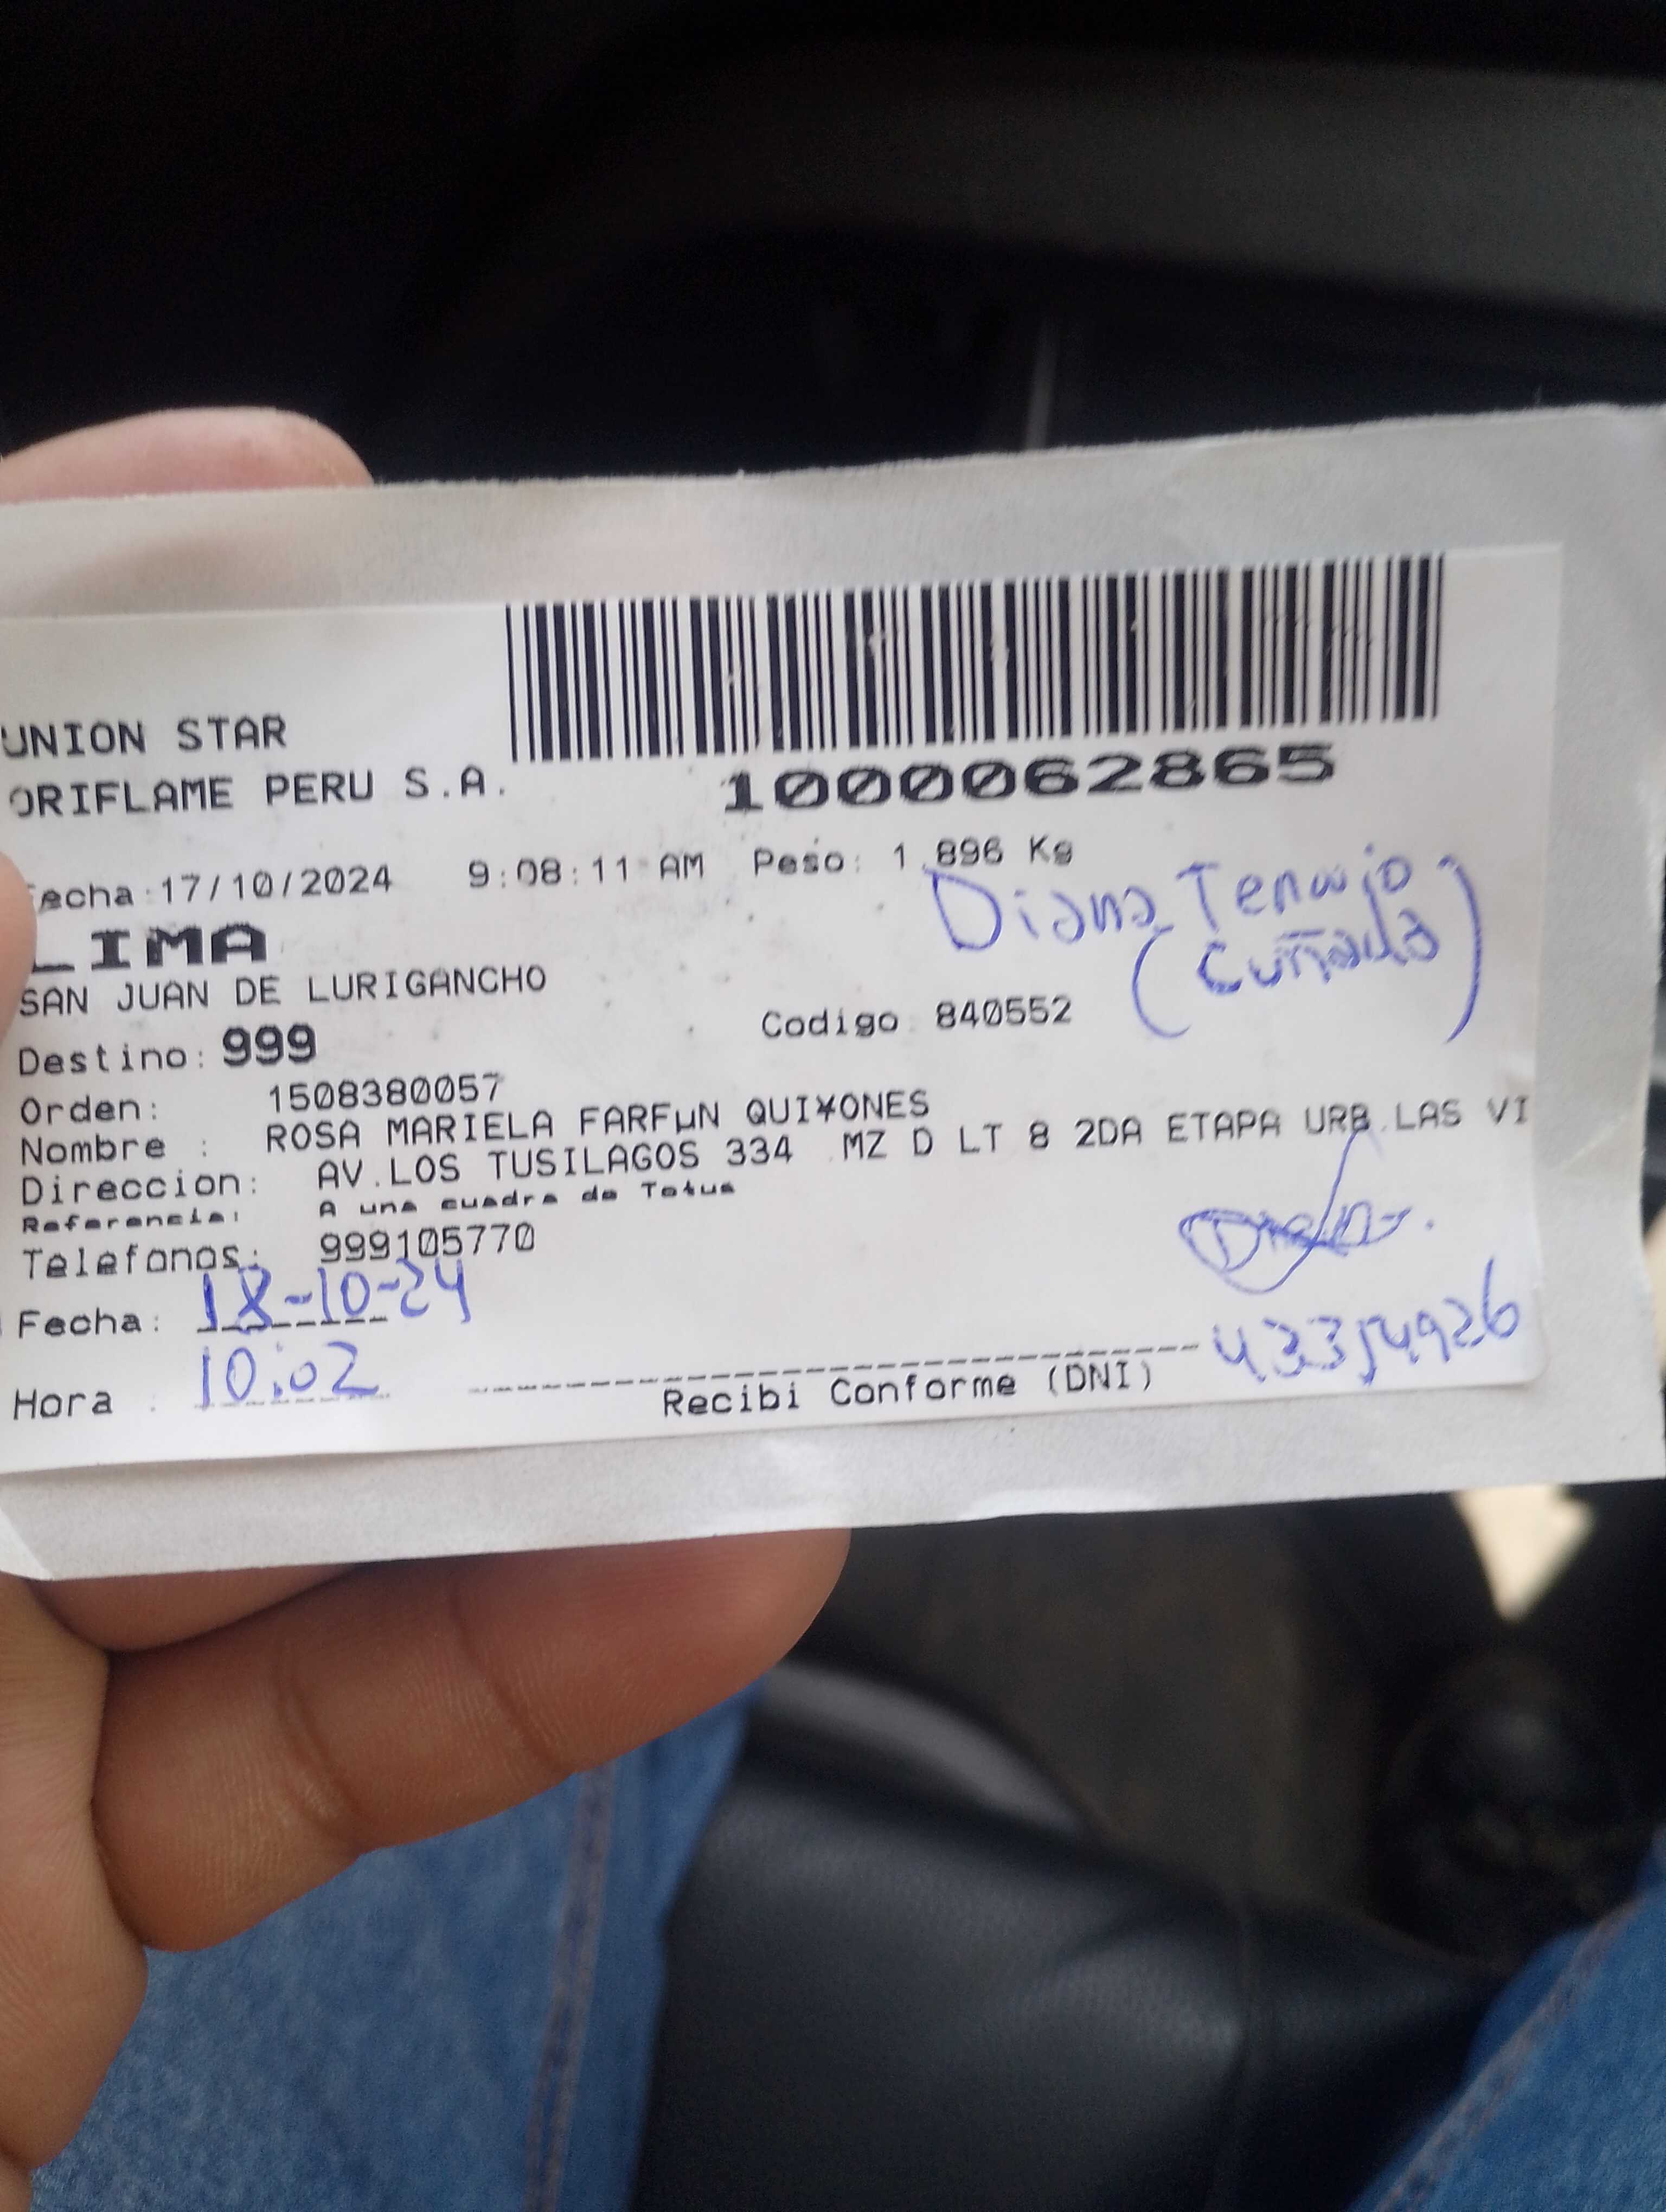 UNION STAR
ORIFLAME PERU S.A.
1000062865
Fecha:17/10/2024 9:08:11 AM Peso: 1.896 Kg
Diana
LIMA
(Cuñada)
SAN JUAN DE LURIGANCHO
Codigo: 840552
Destino: 999
Orden: 1508380057
Nombre : ROSA MARIELA FARFµN QUI¥ONES
Direccion: AV.LOS TUSILAGOS 334 MZ D LT 8 2DA ETAPA URB.LAS VI
Referencia: A una cuadra de Totus
Telefonos: 999105770
Fecha: 18-10-24
Hora : 10:02
43354926
Recibi Conforme (DNI)